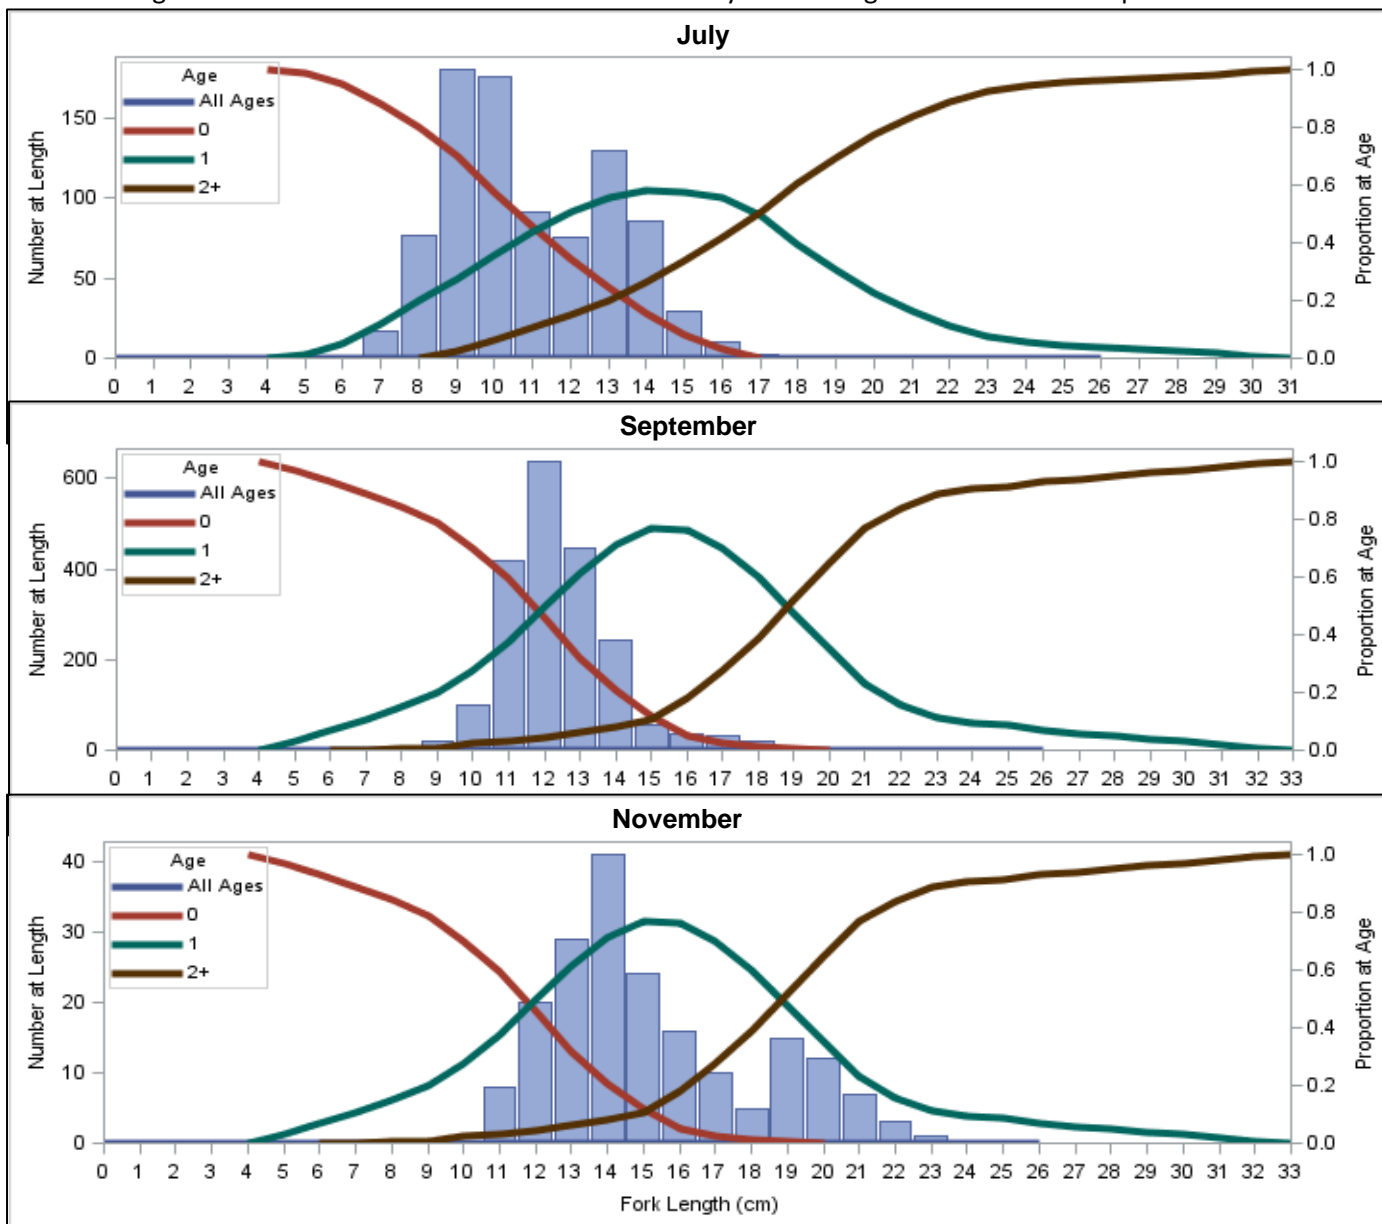 July
Age
All Ages
0
1
2+
Number at Length
150
100
50
0
Proportion at Age
1.0
0.8
0.6
0.4
0.2
0.0
0 1 2 3 4 5 6 7 8 9 10 11 12 13 14 15 16 17 18 19 20 21 22 23 24 25 26 27 28 29 30 31
September
Age
All Ages
0
1
2+
Number at Length
600
400
200
0
Proportion at Age
1.0
0.8
0.6
0.4
0.2
0.0
0 1 2 3 4 5 6 7 8 9 10 11 12 13 14 15 16 17 18 19 20 21 22 23 24 25 26 27 28 29 30 31 32 33
November
Age
All Ages
0
1
2+
Number at Length
40
30
20
10
0
Proportion at Age
1.0
0.8
0.6
0.4
0.2
0.0
0 1 2 3 4 5 6 7 8 9 10 11 12 13 14 15 16 17 18 19 20 21 22 23 24 25 26 27 28 29 30 31 32 33
Fork Length (cm)